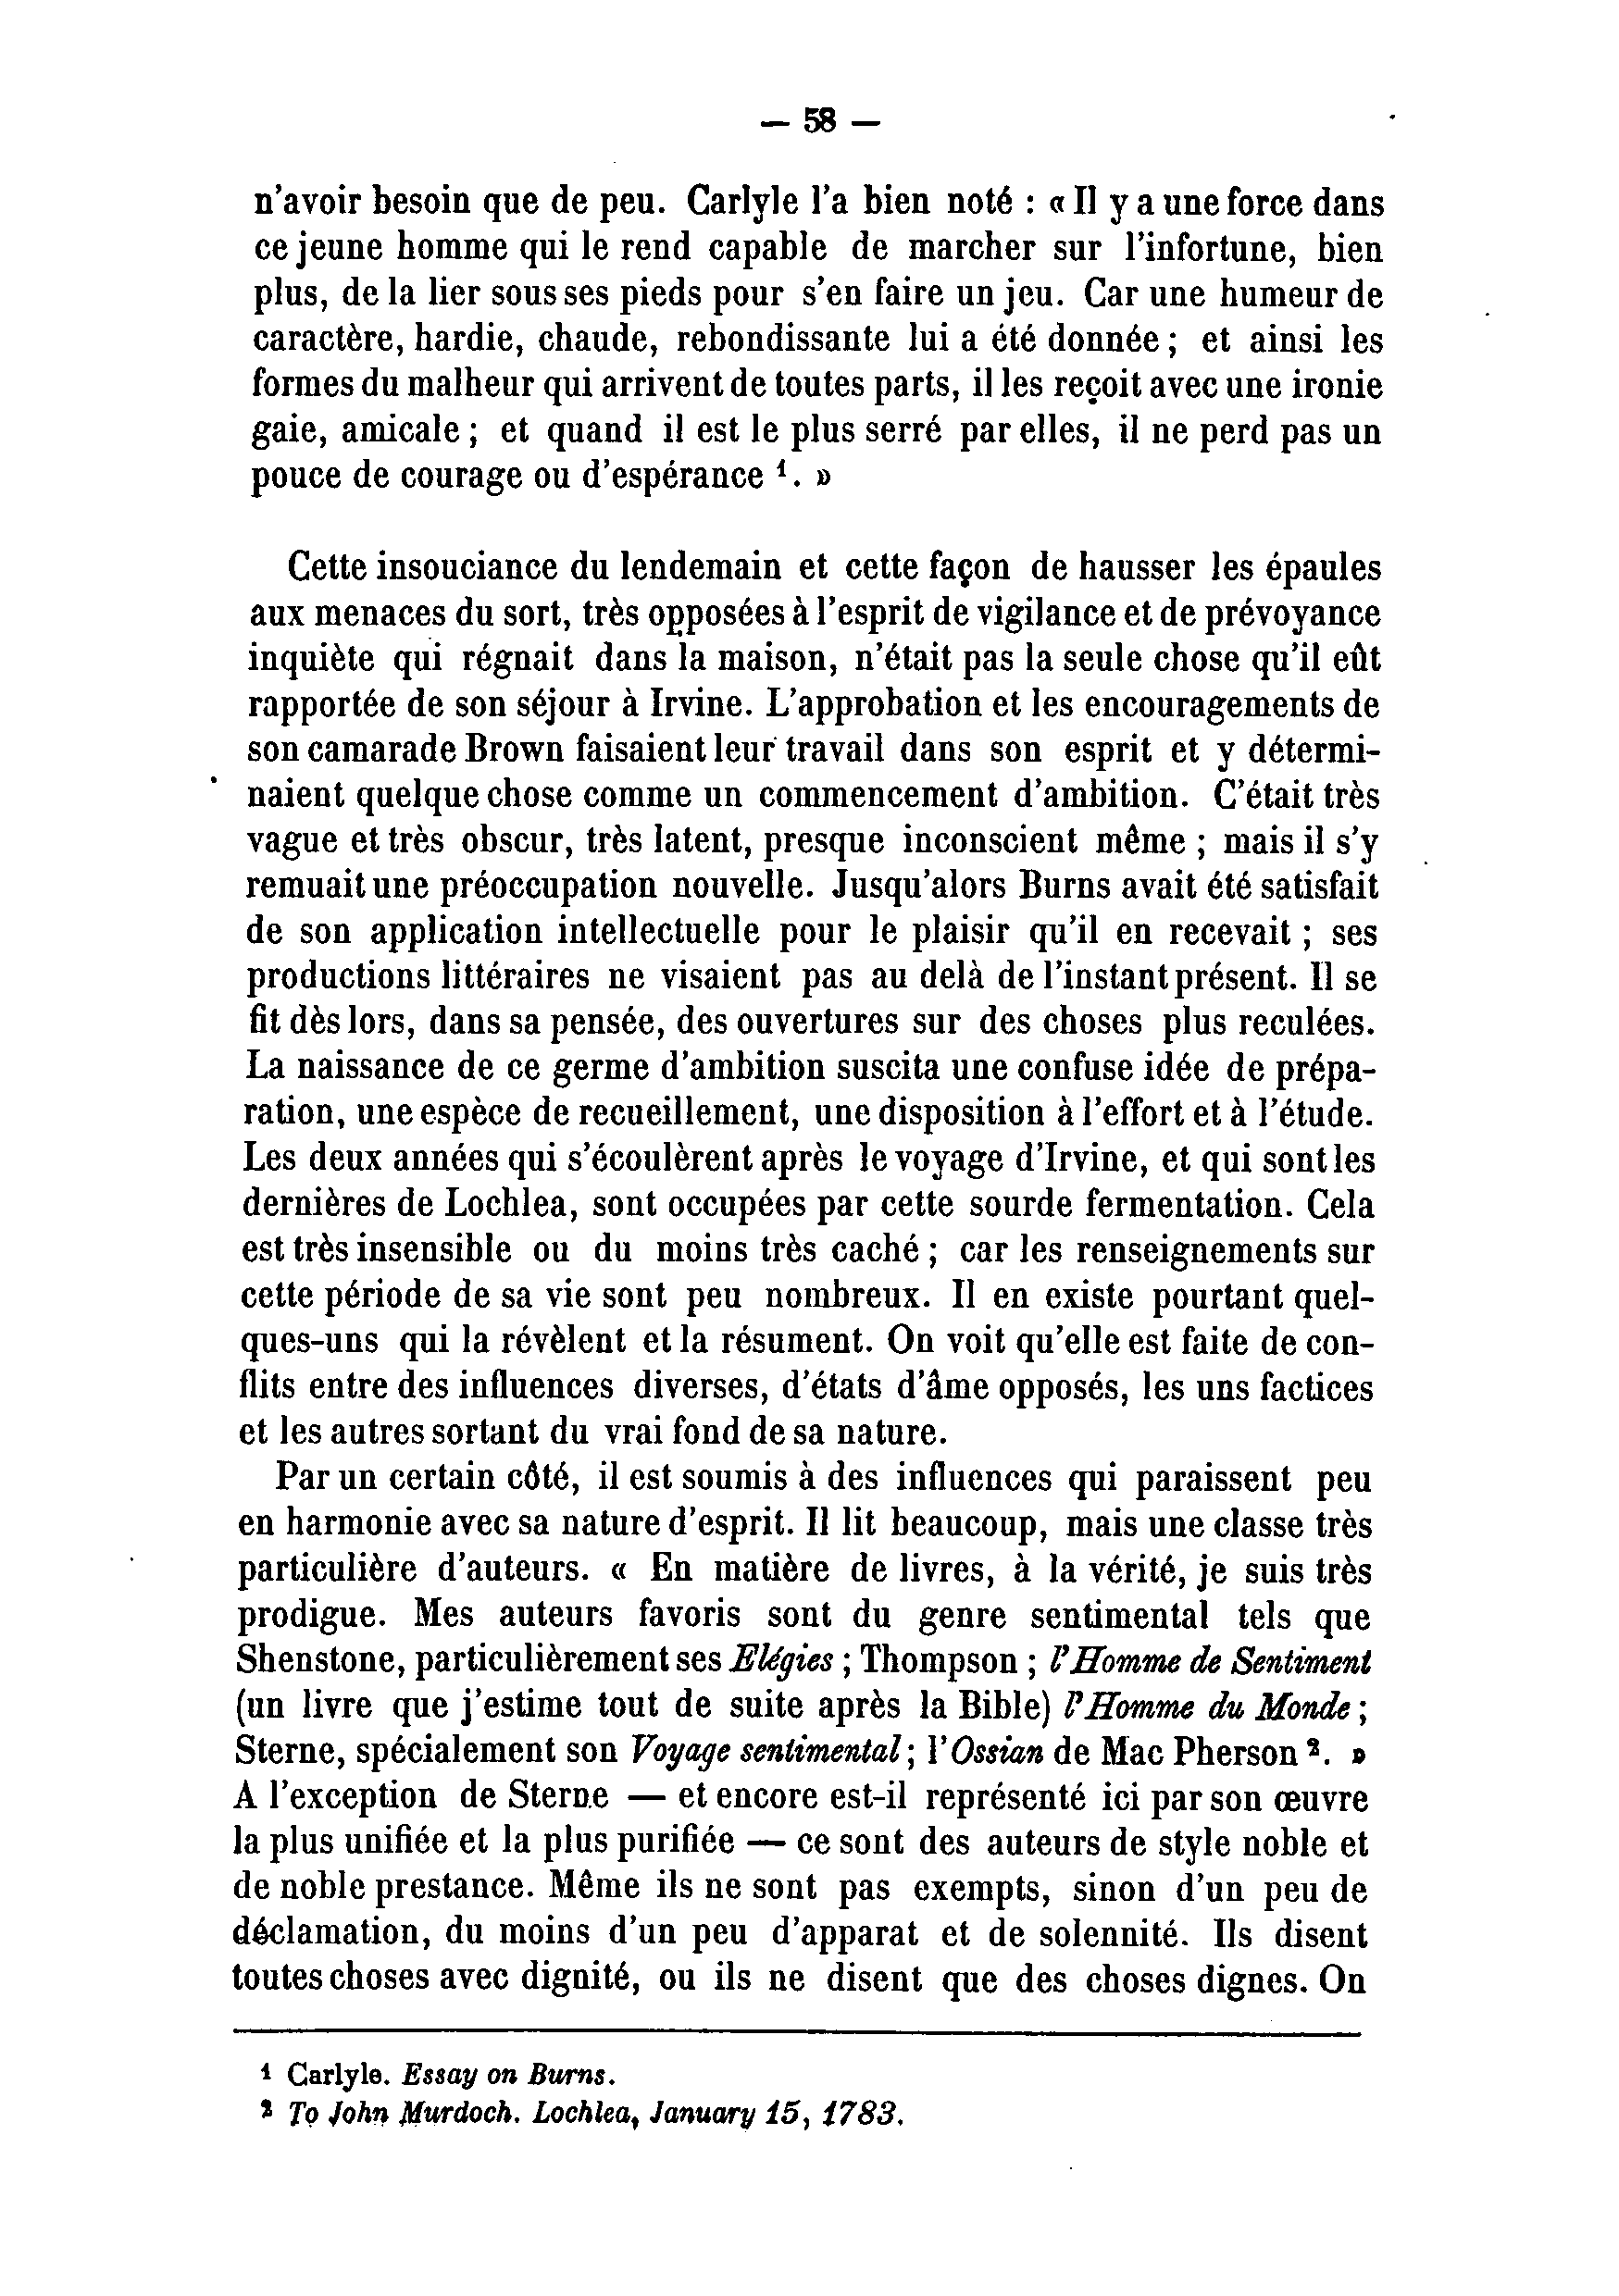 — 58 —
n'avoir besoin que de peu. Carlyle l'a bien noté : « Il y a une force dans
ce jeune homme qui le rend capable de marcher sur l'infortune, bien
plus, de la lier sous ses pieds pour s'en faire un jeu. Car une humeur de
caractère, hardie, chaude, rebondissante lui a été donnée ; et ainsi les
formes du malheur qui arrivent de toutes parts, il les reçoit avec une ironie
gaie, amicale ; et quand il est le plus serré par elles, il ne perd pas un
pouce de courage ou d'espérance ¹. »
Cette insouciance du lendemain et cette façon de hausser les épaules
aux menaces du sort, très opposées à l'esprit de vigilance et de prévoyance
inquiète qui régnait dans la maison, n'était pas la seule chose qu'il eût
rapportée de son séjour à Irvine. L'approbation et les encouragements de
son camarade Brown faisaient leur travail dans son esprit et y détermi-
naient quelque chose comme un commencement d'ambition. C'était très
vague et très obscur, très latent, presque inconscient même ; mais il s'y
remuait une préoccupation nouvelle. Jusqu'alors Burns avait été satisfait
de son application intellectuelle pour le plaisir qu'il en recevait ; ses
productions littéraires ne visaient pas au delà de l'instant présent. Il se
fit dès lors, dans sa pensée, des ouvertures sur des choses plus reculées.
La naissance de ce germe d'ambition suscita une confuse idée de prépa-
ration, une espèce de recueillement, une disposition à l'effort et à l'étude.
Les deux années qui s'écoulèrent après le voyage d'Irvine, et qui sont les
dernières de Lochlea, sont occupées par cette sourde fermentation. Cela
est très insensible ou du moins très caché ; car les renseignements sur
cette période de sa vie sont peu nombreux. Il en existe pourtant quel-
ques-uns qui la révèlent et la résument. On voit qu'elle est faite de con-
flits entre des influences diverses, d'états d'âme opposés, les uns factices
et les autres sortant du vrai fond de sa nature.
Par un certain côté, il est soumis à des influences qui paraissent peu
en harmonie avec sa nature d'esprit. Il lit beaucoup, mais une classe très
particulière d'auteurs. « En matière de livres, à la vérité, je suis très
prodigue. Mes auteurs favoris sont du genre sentimental tels que
Shenstone, particulièrement ses Elégies ; Thompson ; l'Homme de Sentiment
(un livre que j'estime tout de suite après la Bible) l'Homme du Monde ;
Sterne, spécialement son Voyage sentimental ; l'Ossian de Mac Pherson ². »
A l'exception de Sterne — et encore est-il représenté ici par son œuvre
la plus unifiée et la plus purifiée — ce sont des auteurs de style noble et
de noble prestance. Même ils ne sont pas exempts, sinon d'un peu de
déclamation, du moins d'un peu d'apparat et de solennité. Ils disent
toutes choses avec dignité, ou ils ne disent que des choses dignes. On
¹ Carlyle. Essay on Burns.
² To John Murdoch. Lochlea, January 15, 1783.